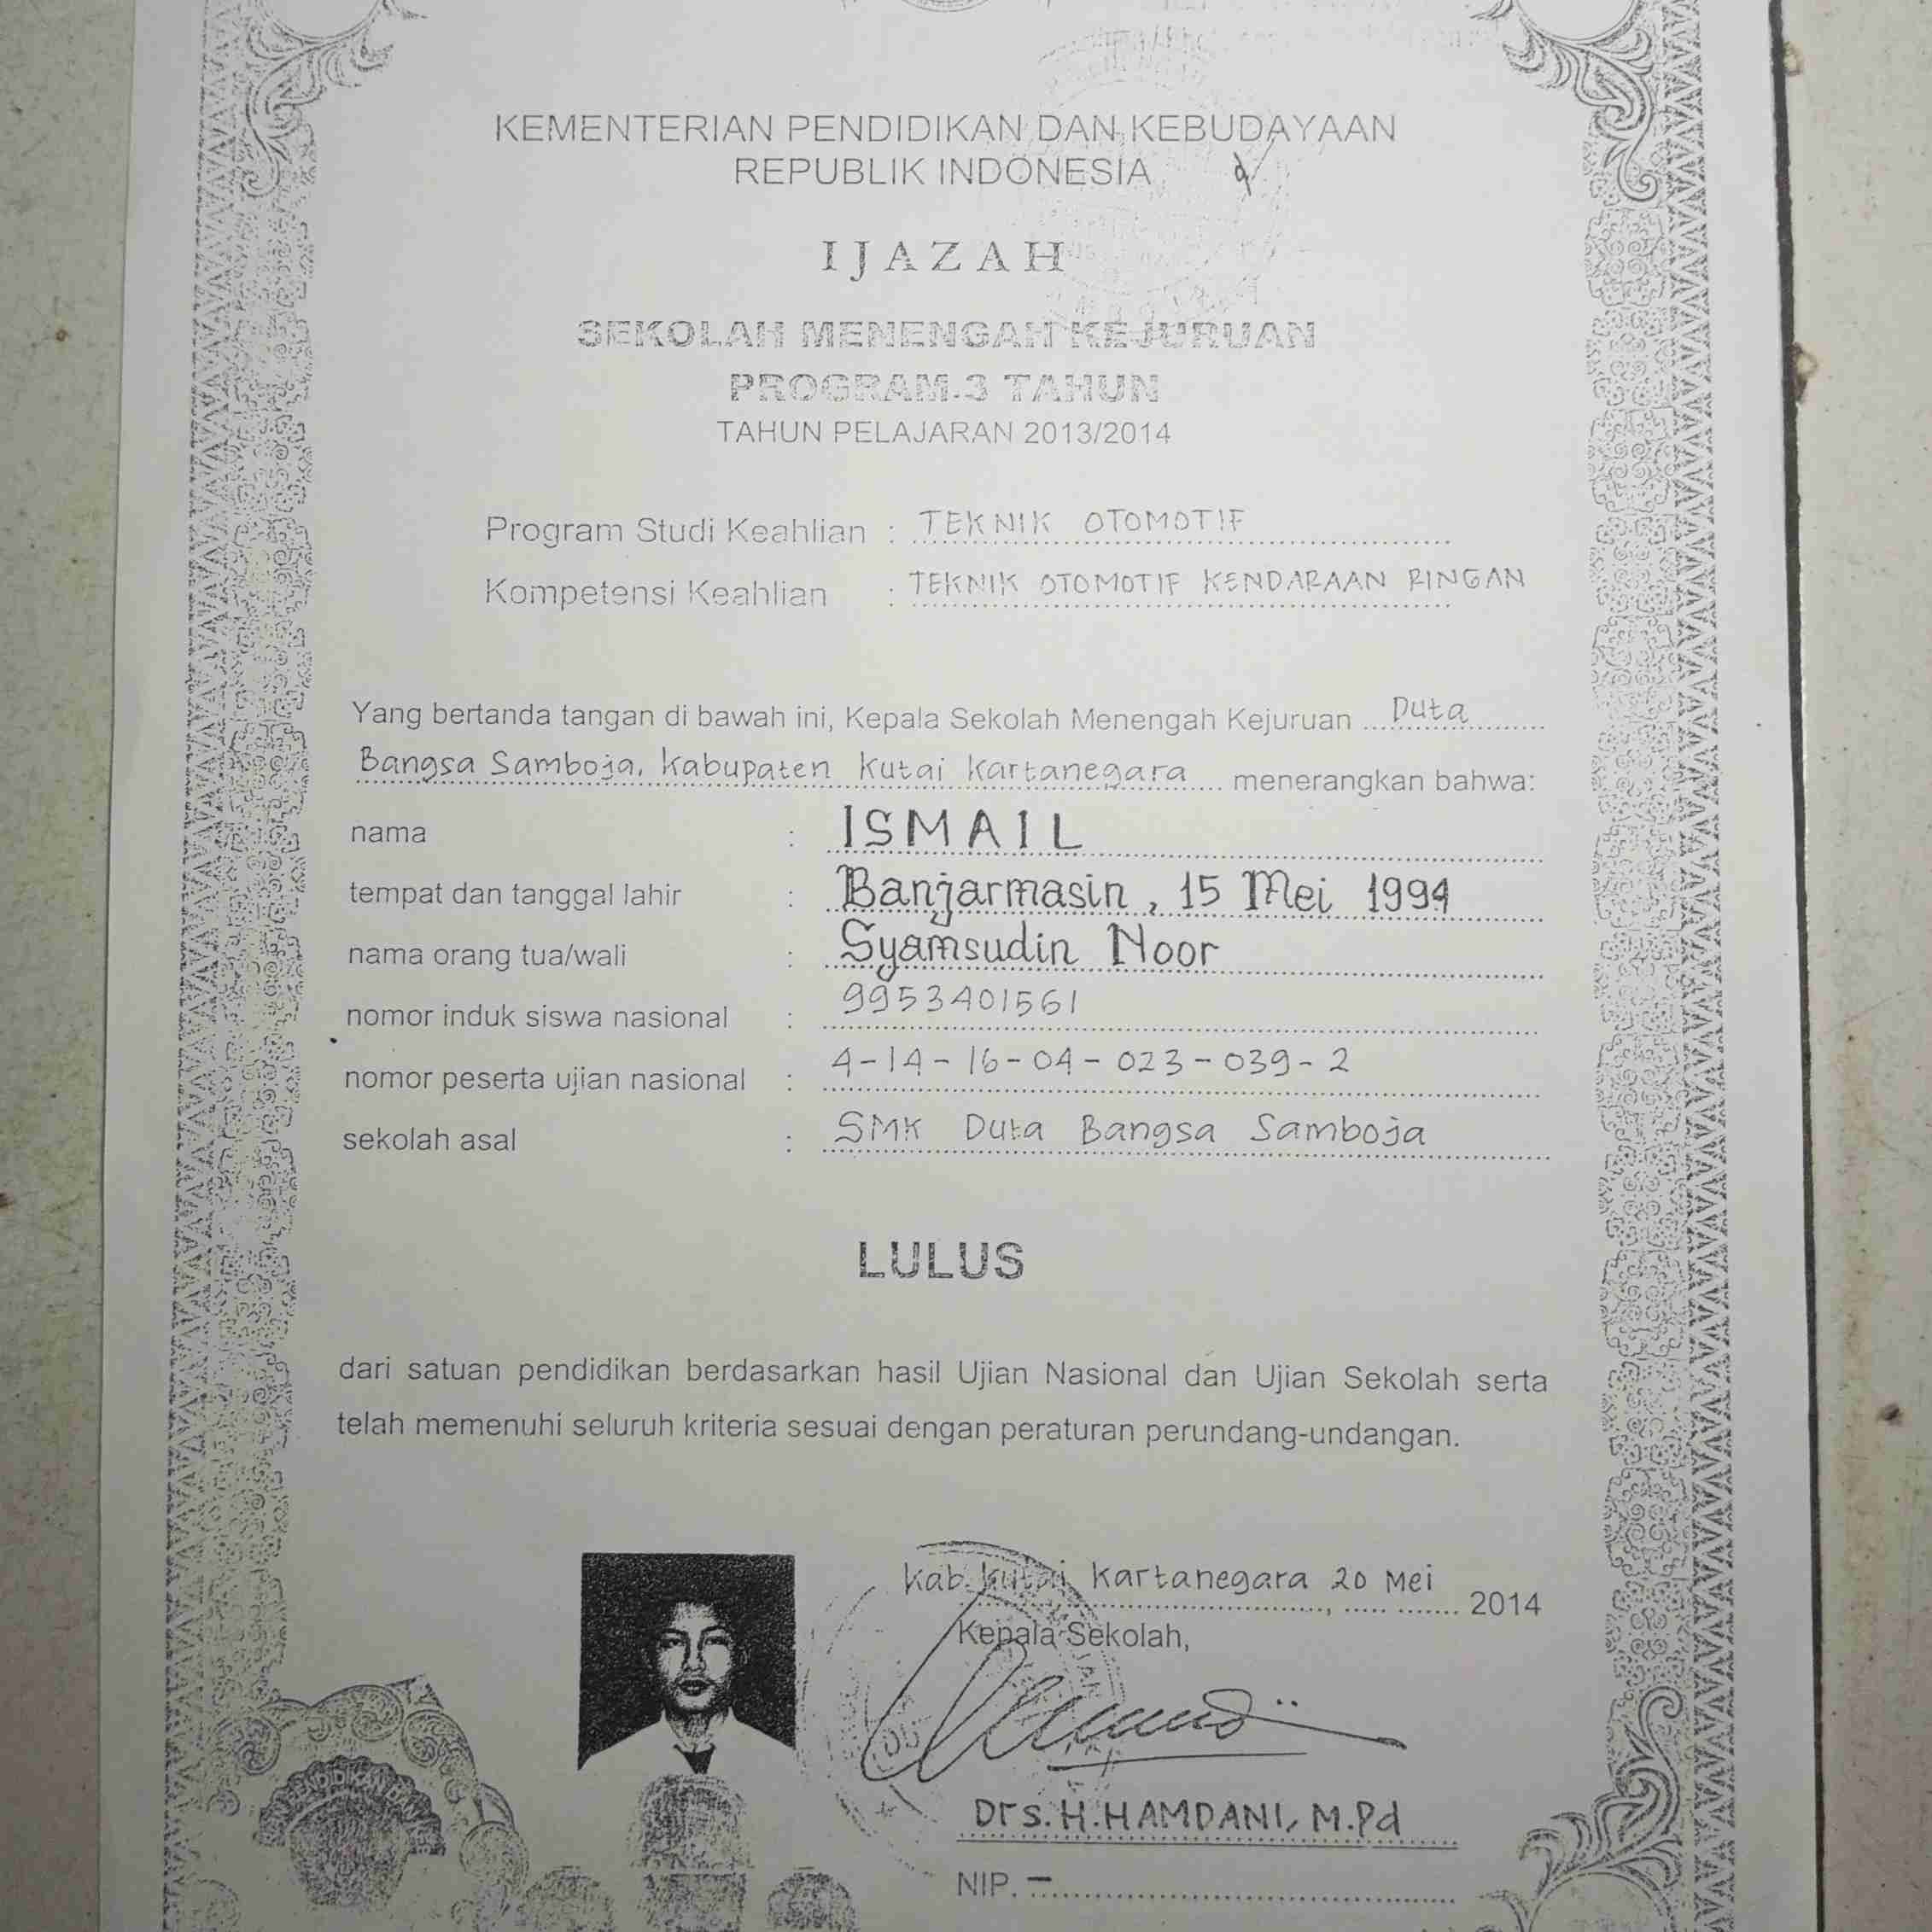 KEMENTERIAN PENDIDIKAN DAN KEBUDAYAAN
REPUBLIK INDONESIA
IJAZAH
SEKOLAH MENENGAH KEJURUAN
PROGRAM 3 TAHUN
TAHUN PELAJARAN 2013/2014
Program Studi Keahlian : TEKNIK OTOMOTIF
Kompetensi Keahlian : TEKNIK OTOMOTIF KENDARAAN RINGAN
Yang bertanda tangan di bawah ini, Kepala Sekolah Menengah Kejuruan Duta
Bangsa Samboja, kabupaten kutai kartanegara menerangkan bahwa:
nama : ISMAIL
tempat dan tanggal lahir : Banjarmasin, 15 Mei 1994
nama orang tua/wali : Syamsudin Noor
nomor induk siswa nasional : 9953401561
nomor peserta ujian nasional : 4-14-16-04-023-039-2
sekolah asal : SMK Duta Bangsa Samboja
LULUS
dari satuan pendidikan berdasarkan hasil Ujian Nasional dan Ujian Sekolah serta
telah memenuhi seluruh kriteria sesuai dengan peraturan perundang-undangan.
kab. kutai kartanegara 20 Mei 2014
Kepala Sekolah,
Drs. H. HAMDANI, M.Pd
NIP. -